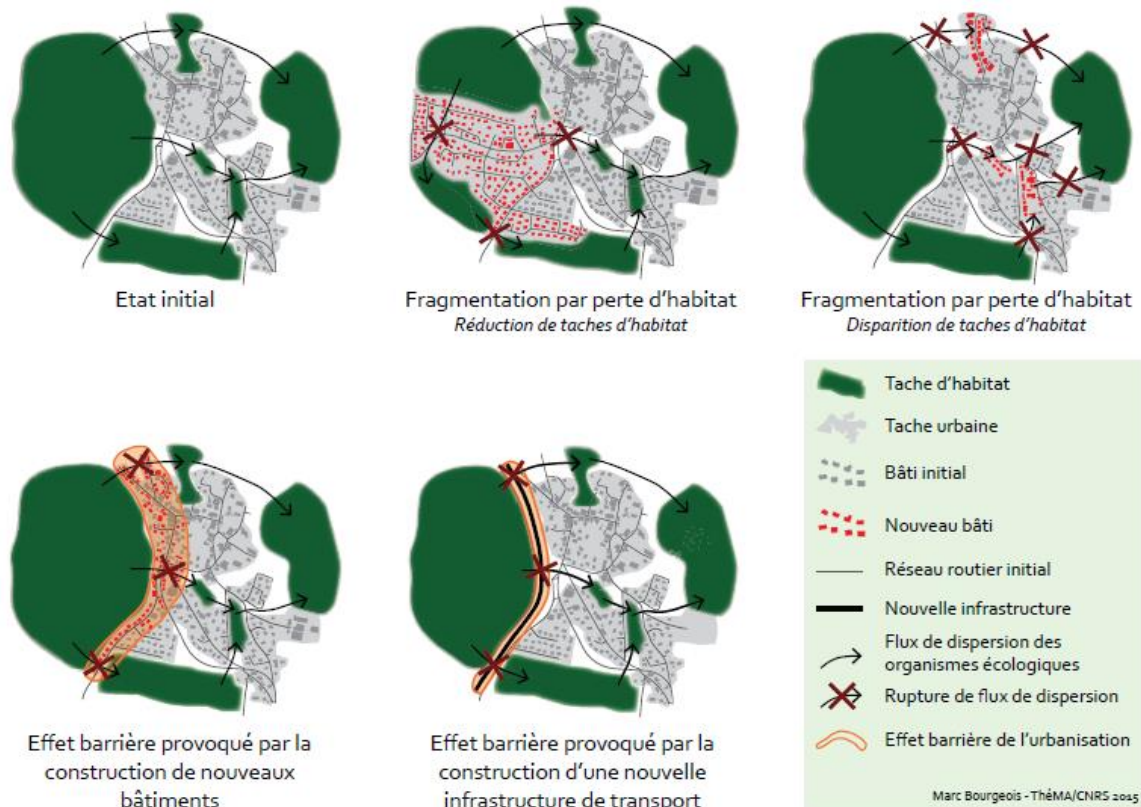 Etat initial
Fragmentation par perte d'habitat
Réduction de taches d'habitat
Fragmentation par perte d'habitat
Disparition de taches d'habitat
Effet barrière provoqué par la
construction de nouveaux
bâtiments
Effet barrière provoqué par la
construction d'une nouvelle
infrastructure de transport
Tache d'habitat
Tache urbaine
Bâti initial
Nouveau bâti
Réseau routier initial
Nouvelle infrastructure
Flux de dispersion des
organismes écologiques
Rupture de flux de dispersion
Effet barrière de l'urbanisation
Marc Bourgeois - ThéMA/CNRS 2015